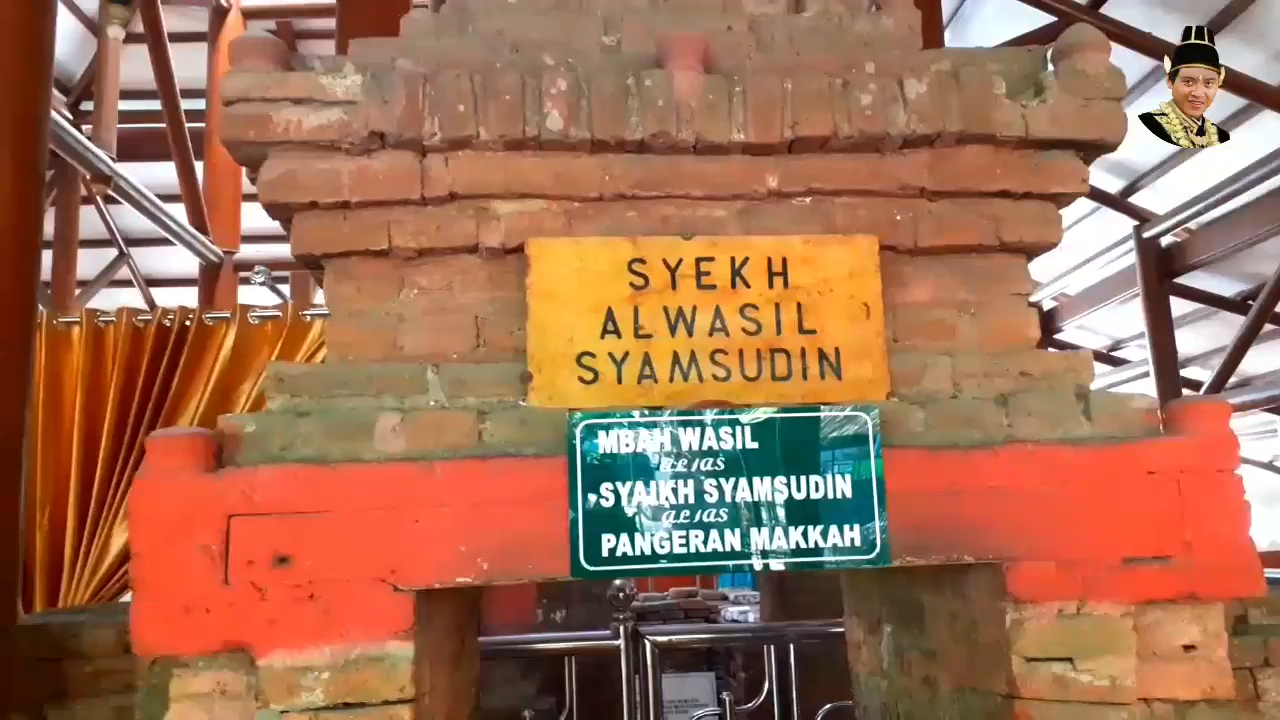 SYEKH
ALWASIL
SYAMSUDIN
MBAH WASIL
ALIAS
SYAIKH SYAMSUDIN
ALIAS
PANGERAN MAKKAH